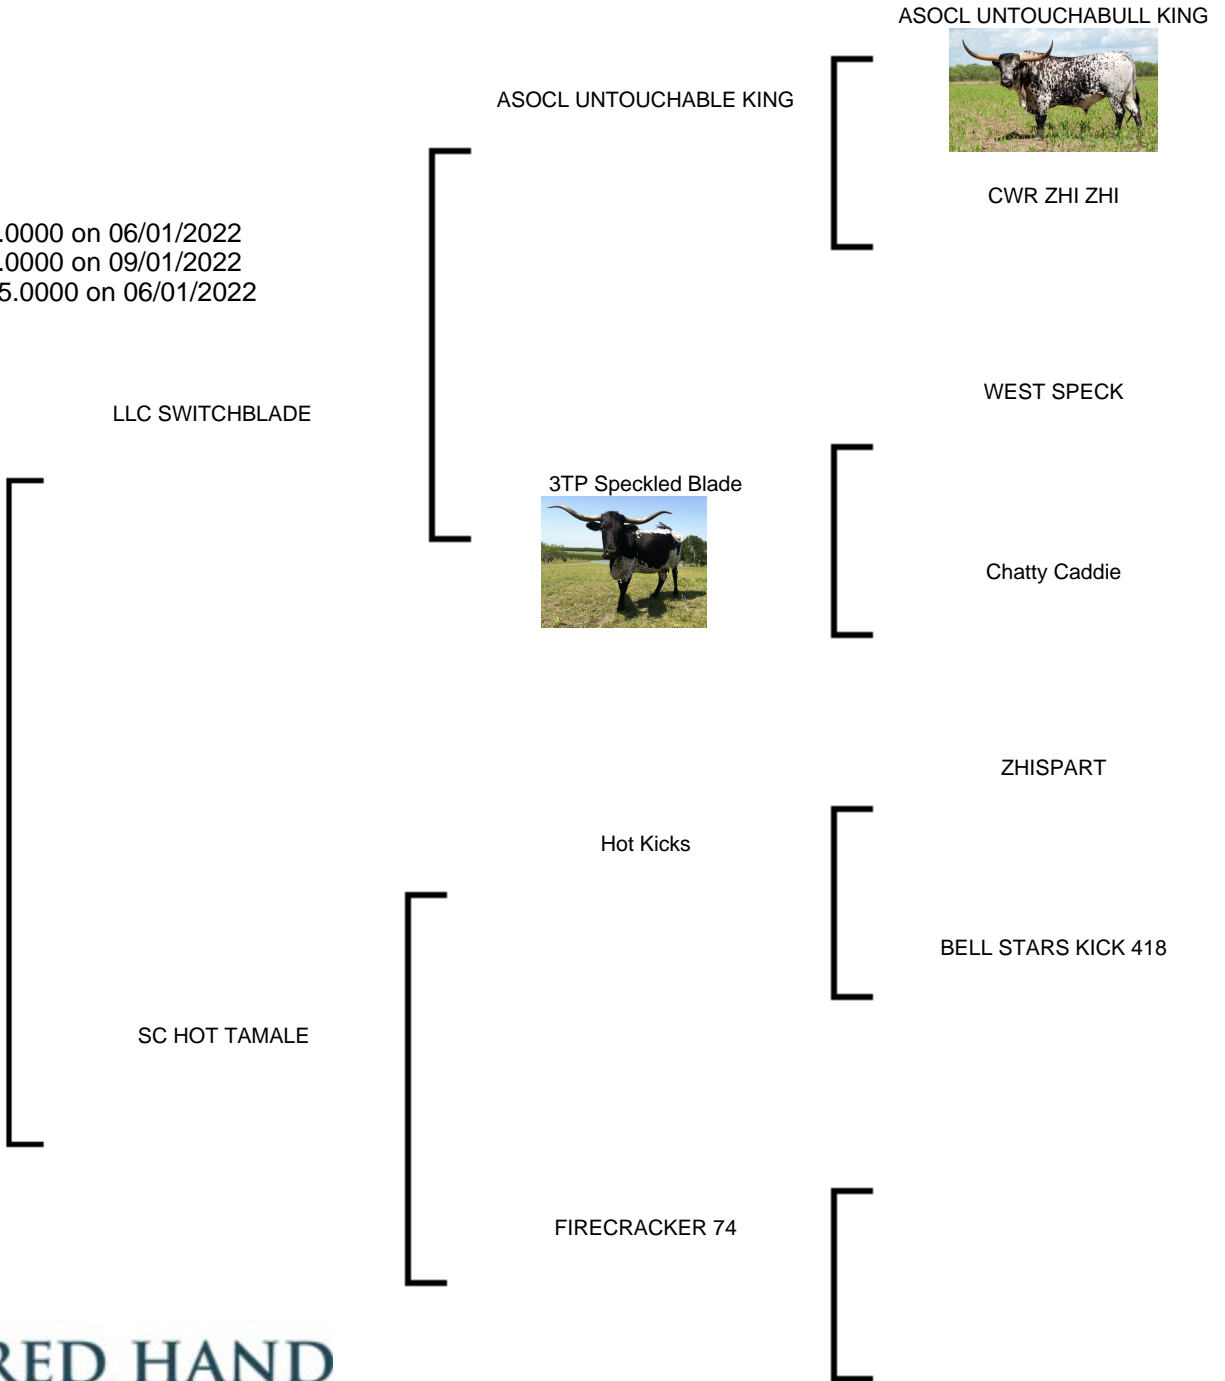 ASOCL UNTOUCHABULL KING
ASOCL UNTOUCHABLE KING
CWR ZHI ZHI
.0000 on 06/01/2022
.0000 on 09/01/2022
5.0000 on 06/01/2022
WEST SPECK
LLC SWITCHBLADE
3TP Speckled Blade
Chatty Caddie
ZHISPART
Hot Kicks
BELL STARS KICK 418
SC HOT TAMALE
FIRECRACKER 74
RED HAND